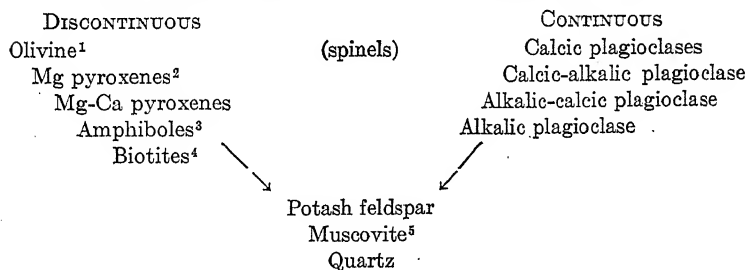 DISCONTINUOUS
Olivine¹
Mg pyroxenes²
Mg-Ca pyroxenes
Amphiboles³
Biotites⁴
(spinels)
CONTINUOUS
Calcic plagioclases
Calcic-alkalic plagioclase
Alkalic-calcic plagioclase
Alkalic plagioclase
Potash feldspar
Muscovite⁵
Quartz